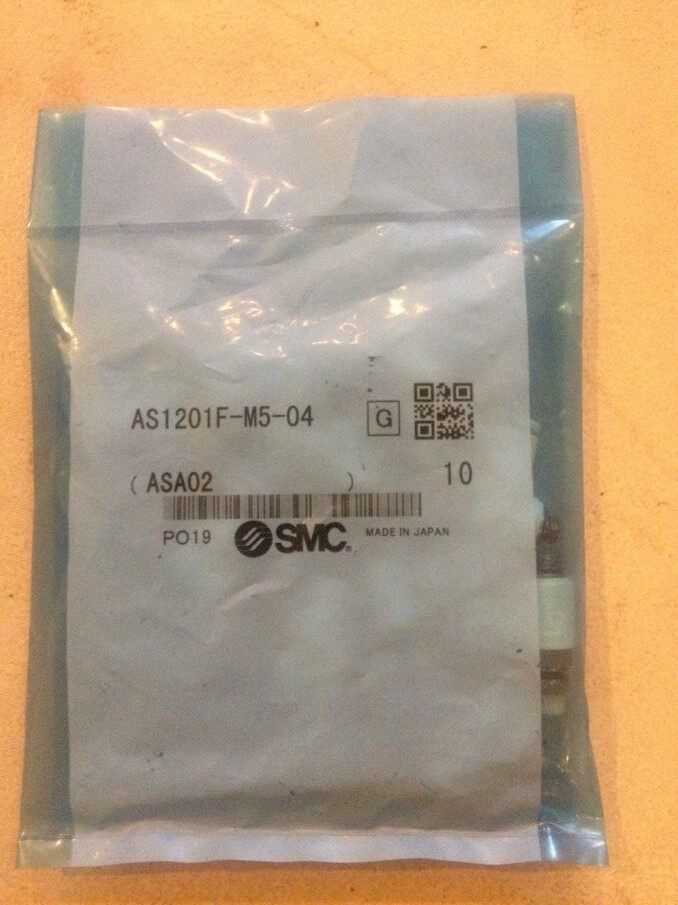 AS1201F-M5-04 G
( ASA02 ) 10
PO19 SMC. MADE IN JAPAN